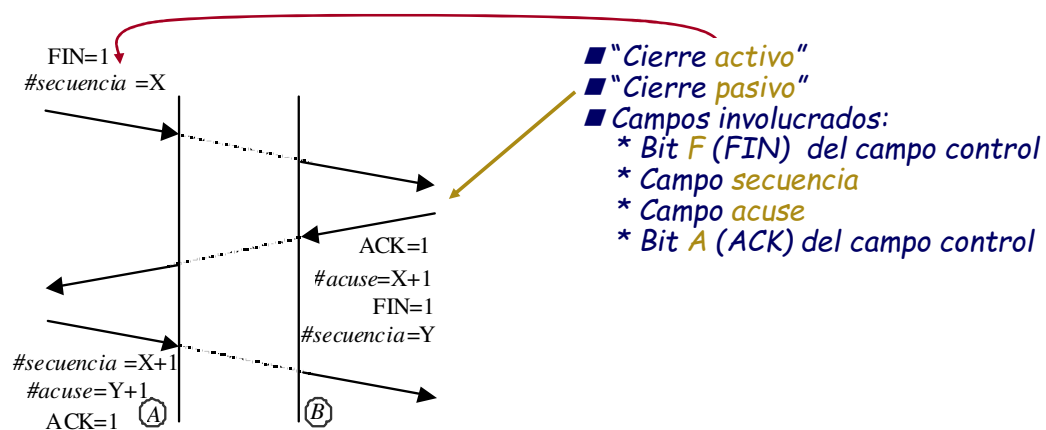 FIN=1
#secuencia =X
ACK=1
#acuse=X+1
FIN=1
#secuencia=Y
#secuencia =X+1
#acuse=Y+1
ACK=1
A
B
■ "Cierre activo"
■ "Cierre pasivo"
■ Campos involucrados:
* Bit F (FIN) del campo control
* Campo secuencia
* Campo acuse
* Bit A (ACK) del campo control